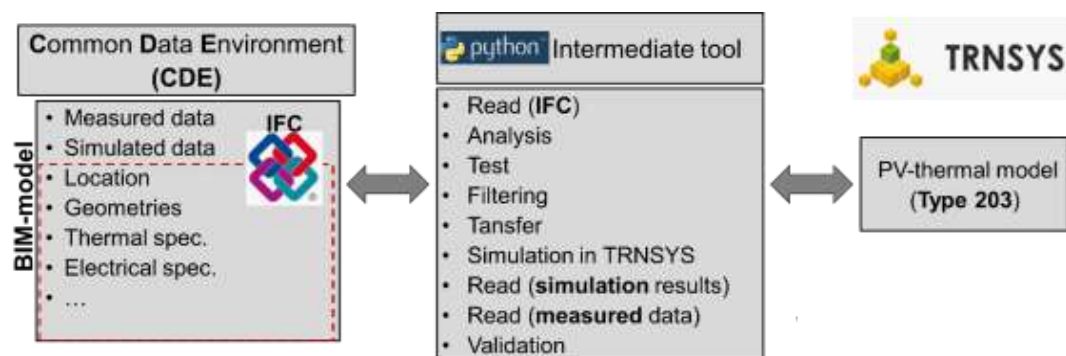 Common Data Environment
(CDE)
BIM-model
• Measured data
• Simulated data
IFC
• Location
• Geometries
• Thermal spec.
• Electrical spec.
• …
python Intermediate tool
• Read (IFC)
• Analysis
• Test
• Filtering
• Tansfer
• Simulation in TRNSYS
• Read (simulation results)
• Read (measured data)
• Validation
TRNSYS
PV-thermal model
(Type 203)